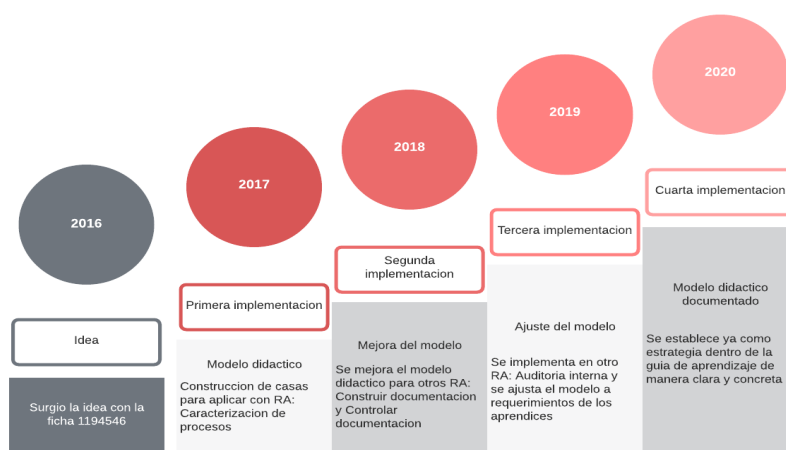 2016
Idea
Surgio la idea con la
ficha 1194546
2017
Primera implementacion
Modelo didactico
Construccion de casas
para aplicar con RA:
Caracterizacion de
procesos
2018
Segunda
implementacion
Mejora del modelo
Se mejora el modelo
didactico para otros RA:
Construir documentacion
y Controlar
documentacion
2019
Tercera implementacion
Ajuste del modelo
Se implementa en otro
RA: Auditoria interna y
se ajusta el modelo a
requerimientos de los
aprendices
2020
Cuarta implementacion
Modelo didactico
documentado
Se establece ya como
estrategia dentro de la
guia de aprendizaje de
manera clara y concreta